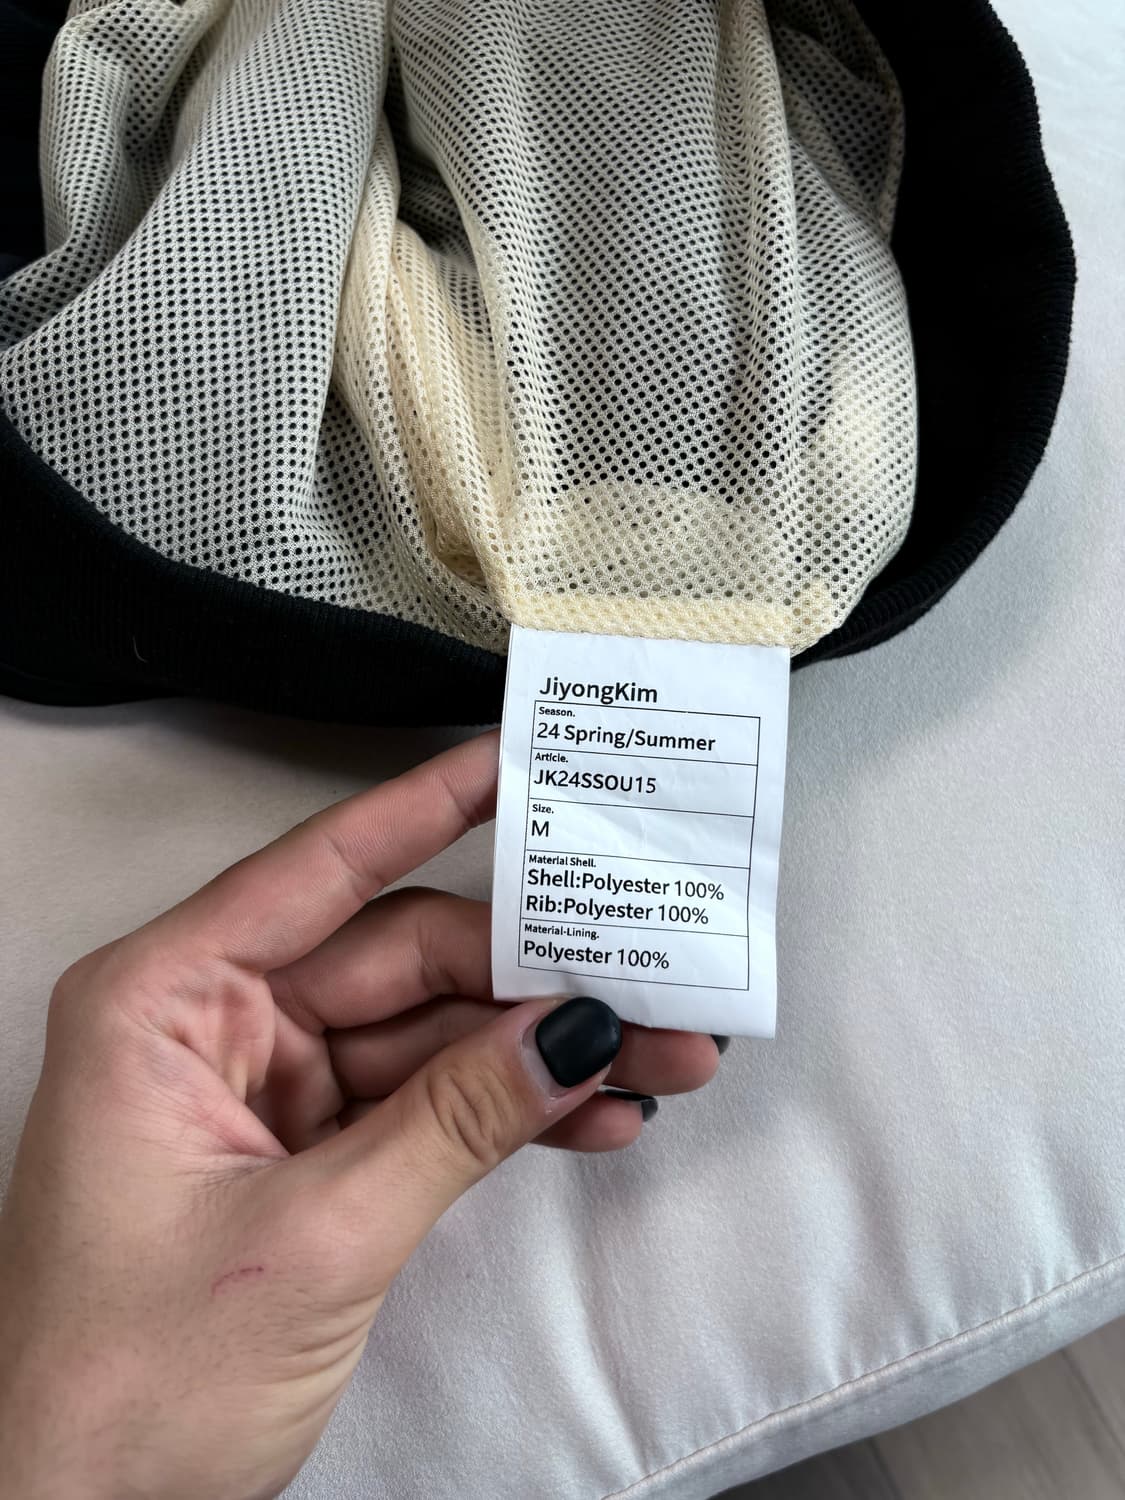 JiyongKim
Season.
24 Spring/Summer
Article.
JK24SSOU15
Size.
M
Material Shell.
Shell:Polyester 100%
Rib:Polyester 100%
Material-Lining.
Polyester 100%